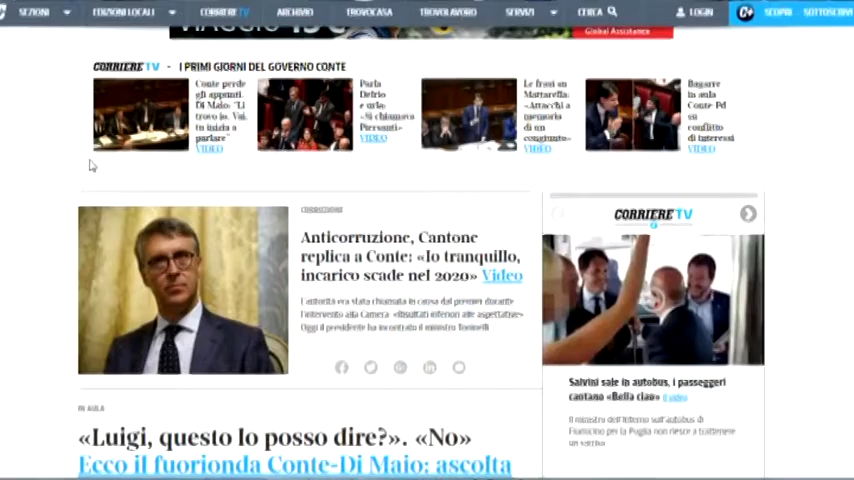 SEZIONI EDIZIONI LOCALI CORRIERE TV ARCHIVIO TROVOCASA TROVOLAVORO SERVIZI CERCA LOGIN C+ SCOPRI SOTTOSCRIVI
Global Assistance
CORRIERE TV - I PRIMI GIORNI DEL GOVERNO CONTE
Conte perde
gli appunti.
Di Maio: "Li
trovo io. Vai,
tu inizia a
parlare"
VIDEO
Parla
Delrio
e urla:
«Si chiamava
Piersanti»
VIDEO
Le frasi su
Mattarella:
«Attacchi a
memoria
di un
congiunto»
VIDEO
Bagarre
in aula
Conte-Pd
su
conflitto
di interessi
VIDEO
CORRUZIONE
Anticorruzione, Cantone
replica a Conte: «Io tranquillo,
incarico scade nel 2020» Video
L'autorità era stata chiamata in causa dal premier durante
l'intervento alla Camera «Risultati inferiori alle aspettative»
Oggi il presidente ha incontrato il ministro Toninelli
CORRIERE TV
Salvini sale in autobus, i passeggeri
cantano «Bella ciao» Il video
Il ministro dell'Interno sull'autobus di
Fiumicino per la Puglia non riesce a trattenere
un sorriso
IN AULA
«Luigi, questo lo posso dire?». «No»
Ecco il fuorionda Conte-Di Maio: ascolta